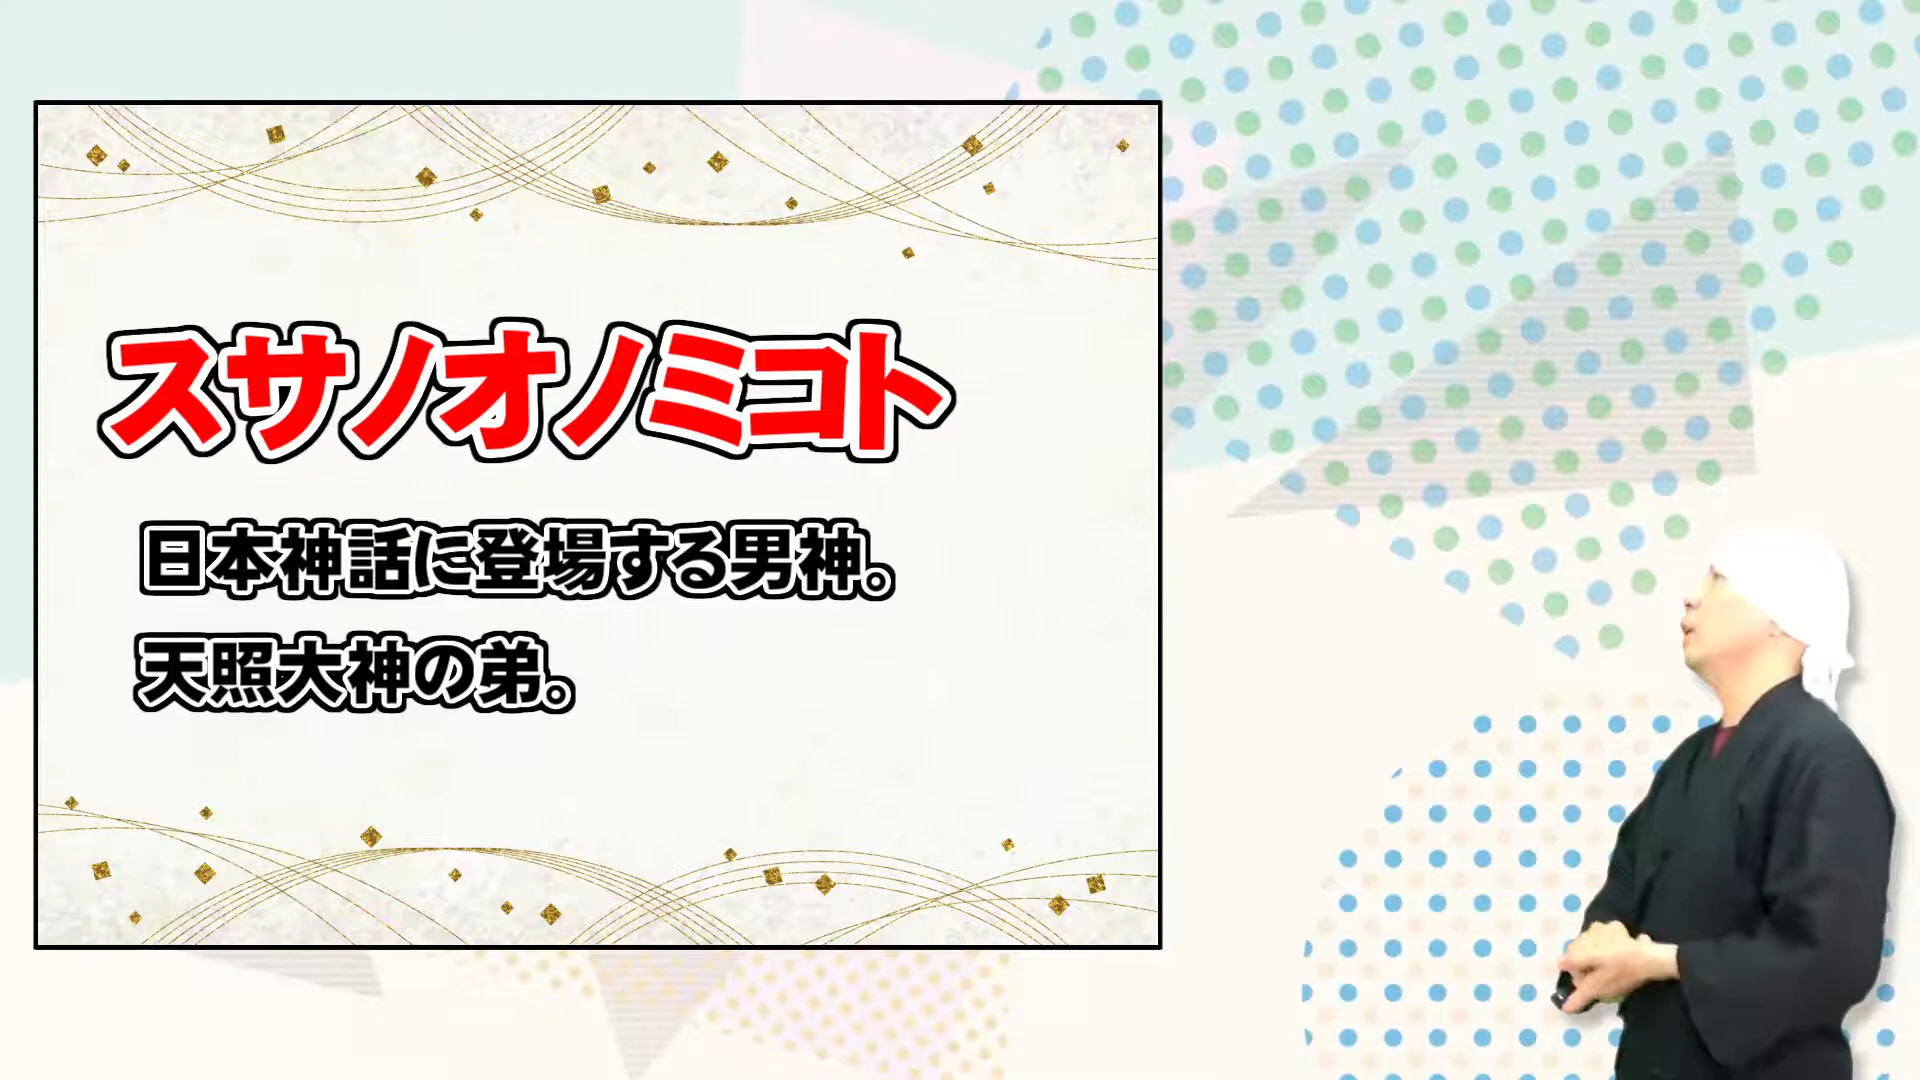 スサノオノミコト
日本神話に登場する男神。
天照大神の弟。